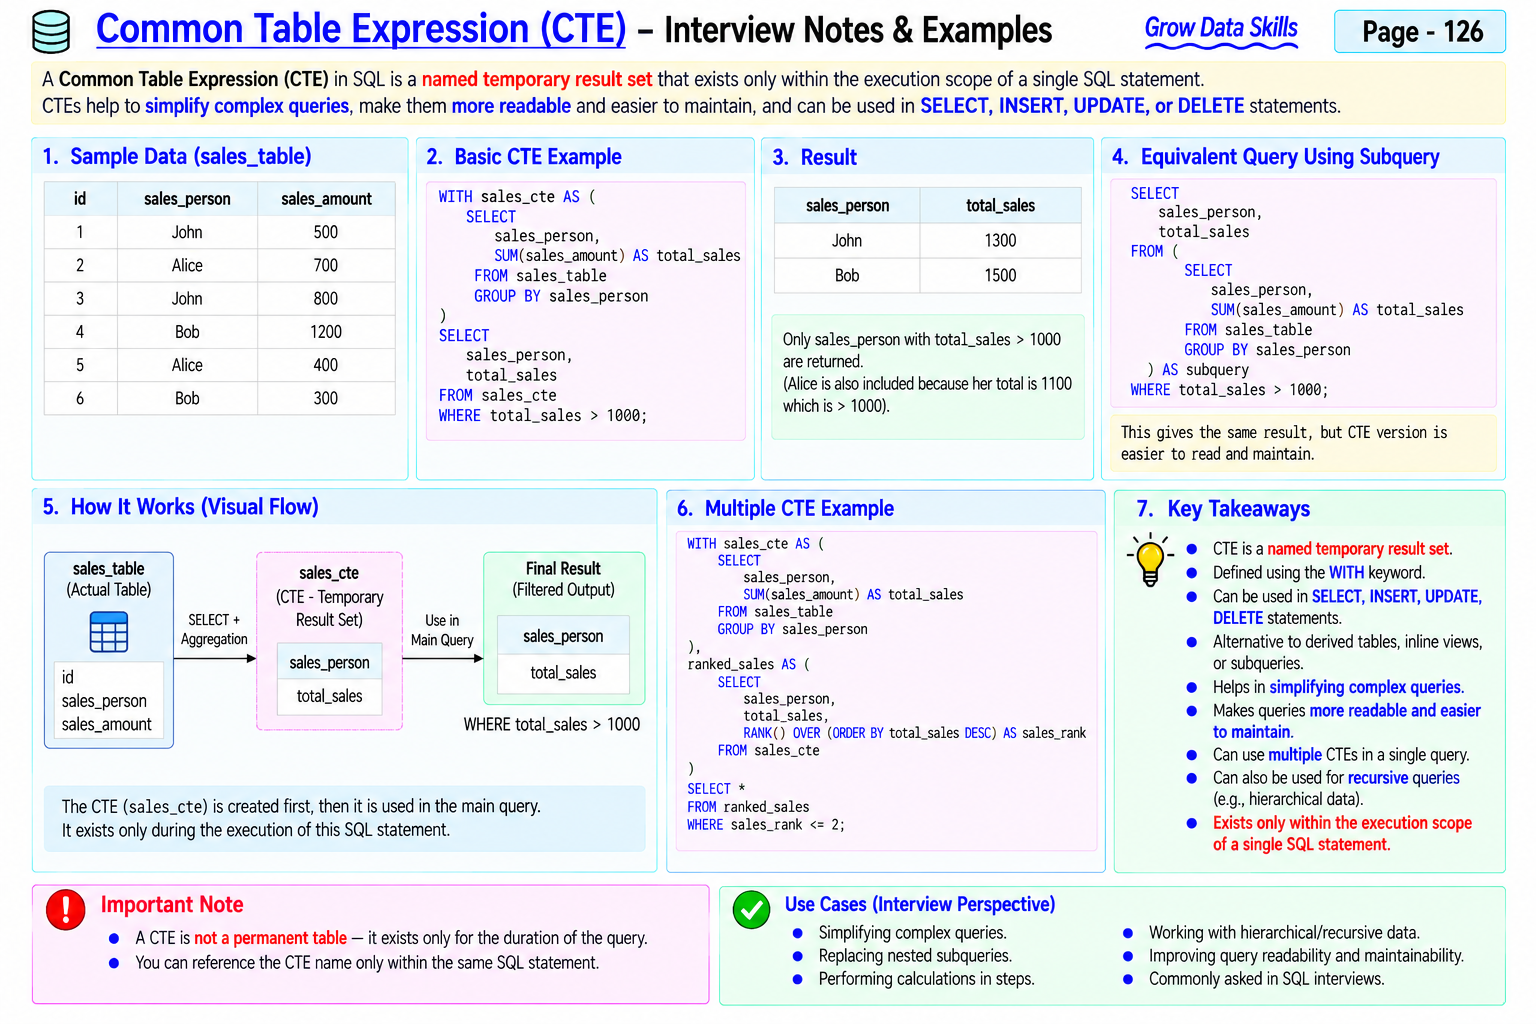 Common Table Expression (CTE) – Interview Notes & Examples
Grow Data Skills
Page - 126
A Common Table Expression (CTE) in SQL is a named temporary result set that exists only within the execution scope of a single SQL statement.
CTEs help to simplify complex queries, make them more readable and easier to maintain, and can be used in SELECT, INSERT, UPDATE, or DELETE statements.
1. Sample Data (sales_table)
id sales_person sales_amount
1 John 500
2 Alice 700
3 John 800
4 Bob 1200
5 Alice 400
6 Bob 300
2. Basic CTE Example
WITH sales_cte AS (
SELECT
sales_person,
SUM(sales_amount) AS total_sales
FROM sales_table
GROUP BY sales_person
)
SELECT
sales_person,
total_sales
FROM sales_cte
WHERE total_sales > 1000;
3. Result
sales_person total_sales
John 1300
Bob 1500
Only sales_person with total_sales > 1000
are returned.
(Alice is also included because her total is 1100
which is > 1000).
4. Equivalent Query Using Subquery
SELECT
sales_person,
total_sales
FROM (
SELECT
sales_person,
SUM(sales_amount) AS total_sales
FROM sales_table
GROUP BY sales_person
) AS subquery
WHERE total_sales > 1000;
This gives the same result, but CTE version is
easier to read and maintain.
5. How It Works (Visual Flow)
sales_table
(Actual Table)
id
sales_person
sales_amount
SELECT +
Aggregation
sales_cte
(CTE - Temporary
Result Set)
sales_person
total_sales
Use in
Main Query
Final Result
(Filtered Output)
sales_person
total_sales
WHERE total_sales > 1000
The CTE (sales_cte) is created first, then it is used in the main query.
It exists only during the execution of this SQL statement.
6. Multiple CTE Example
WITH sales_cte AS (
SELECT
sales_person,
SUM(sales_amount) AS total_sales
FROM sales_table
GROUP BY sales_person
),
ranked_sales AS (
SELECT
sales_person,
total_sales,
RANK() OVER (ORDER BY total_sales DESC) AS sales_rank
FROM sales_cte
)
SELECT *
FROM ranked_sales
WHERE sales_rank <= 2;
7. Key Takeaways
● CTE is a named temporary result set.
● Defined using the WITH keyword.
● Can be used in SELECT, INSERT, UPDATE,
DELETE statements.
● Alternative to derived tables, inline views,
or subqueries.
● Helps in simplifying complex queries.
● Makes queries more readable and easier
to maintain.
● Can use multiple CTEs in a single query.
● Can also be used for recursive queries
(e.g., hierarchical data).
● Exists only within the execution scope
of a single SQL statement.
Important Note
● A CTE is not a permanent table — it exists only for the duration of the query.
● You can reference the CTE name only within the same SQL statement.
Use Cases (Interview Perspective)
● Simplifying complex queries.
● Replacing nested subqueries.
● Performing calculations in steps.
● Working with hierarchical/recursive data.
● Improving query readability and maintainability.
● Commonly asked in SQL interviews.